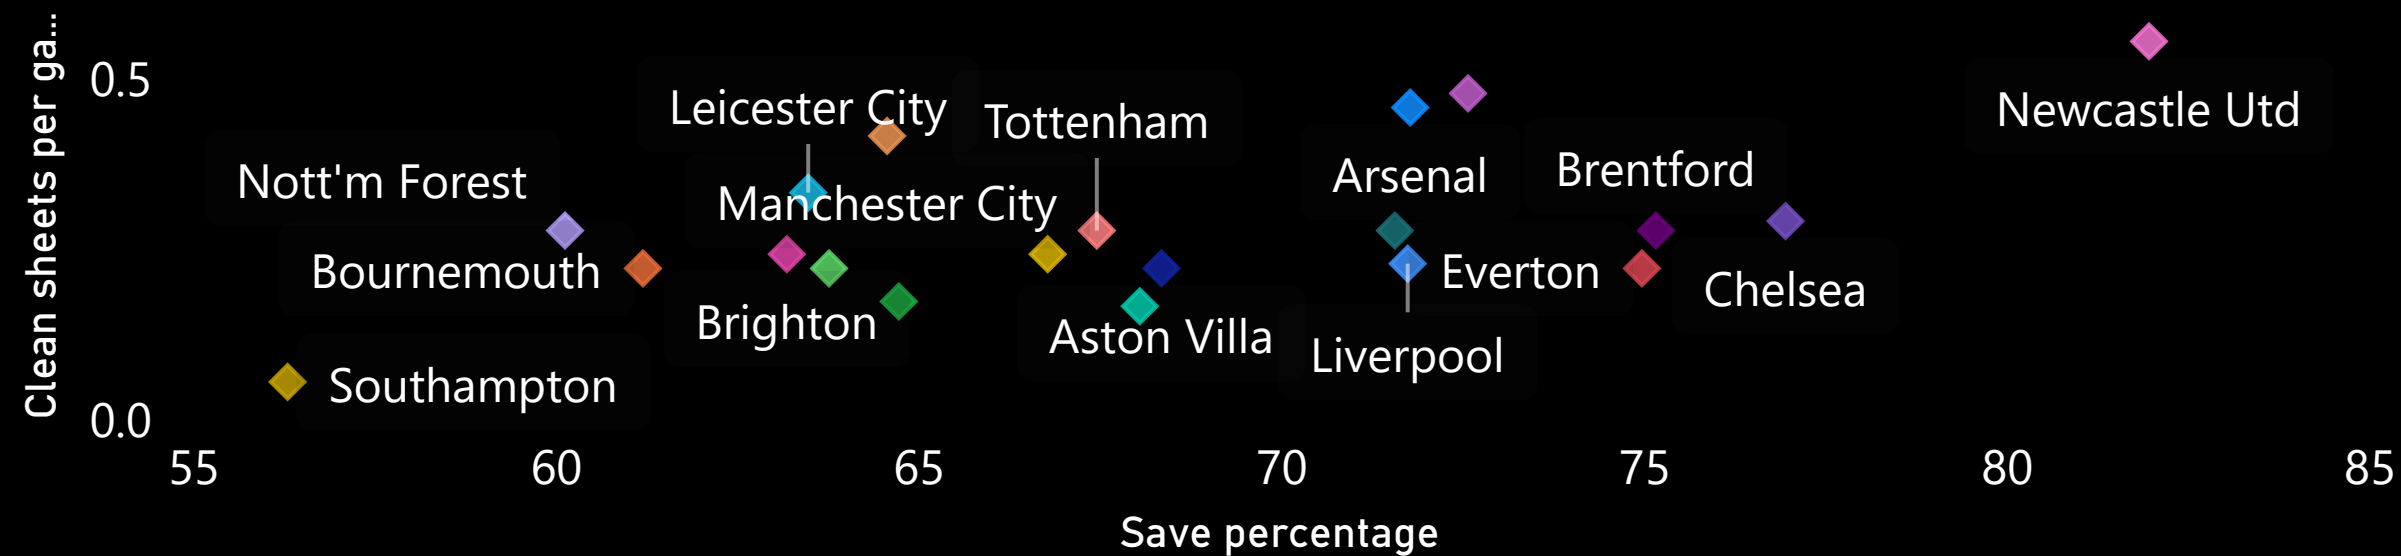 Clean sheets per ga...
0.5
0.0
Leicester City
Tottenham
Newcastle Utd
Nott'm Forest
Manchester City
Arsenal
Brentford
Bournemouth
Everton
Chelsea
Brighton
Aston Villa
Liverpool
Southampton
55 60 65 70 75 80 85
Save percentage